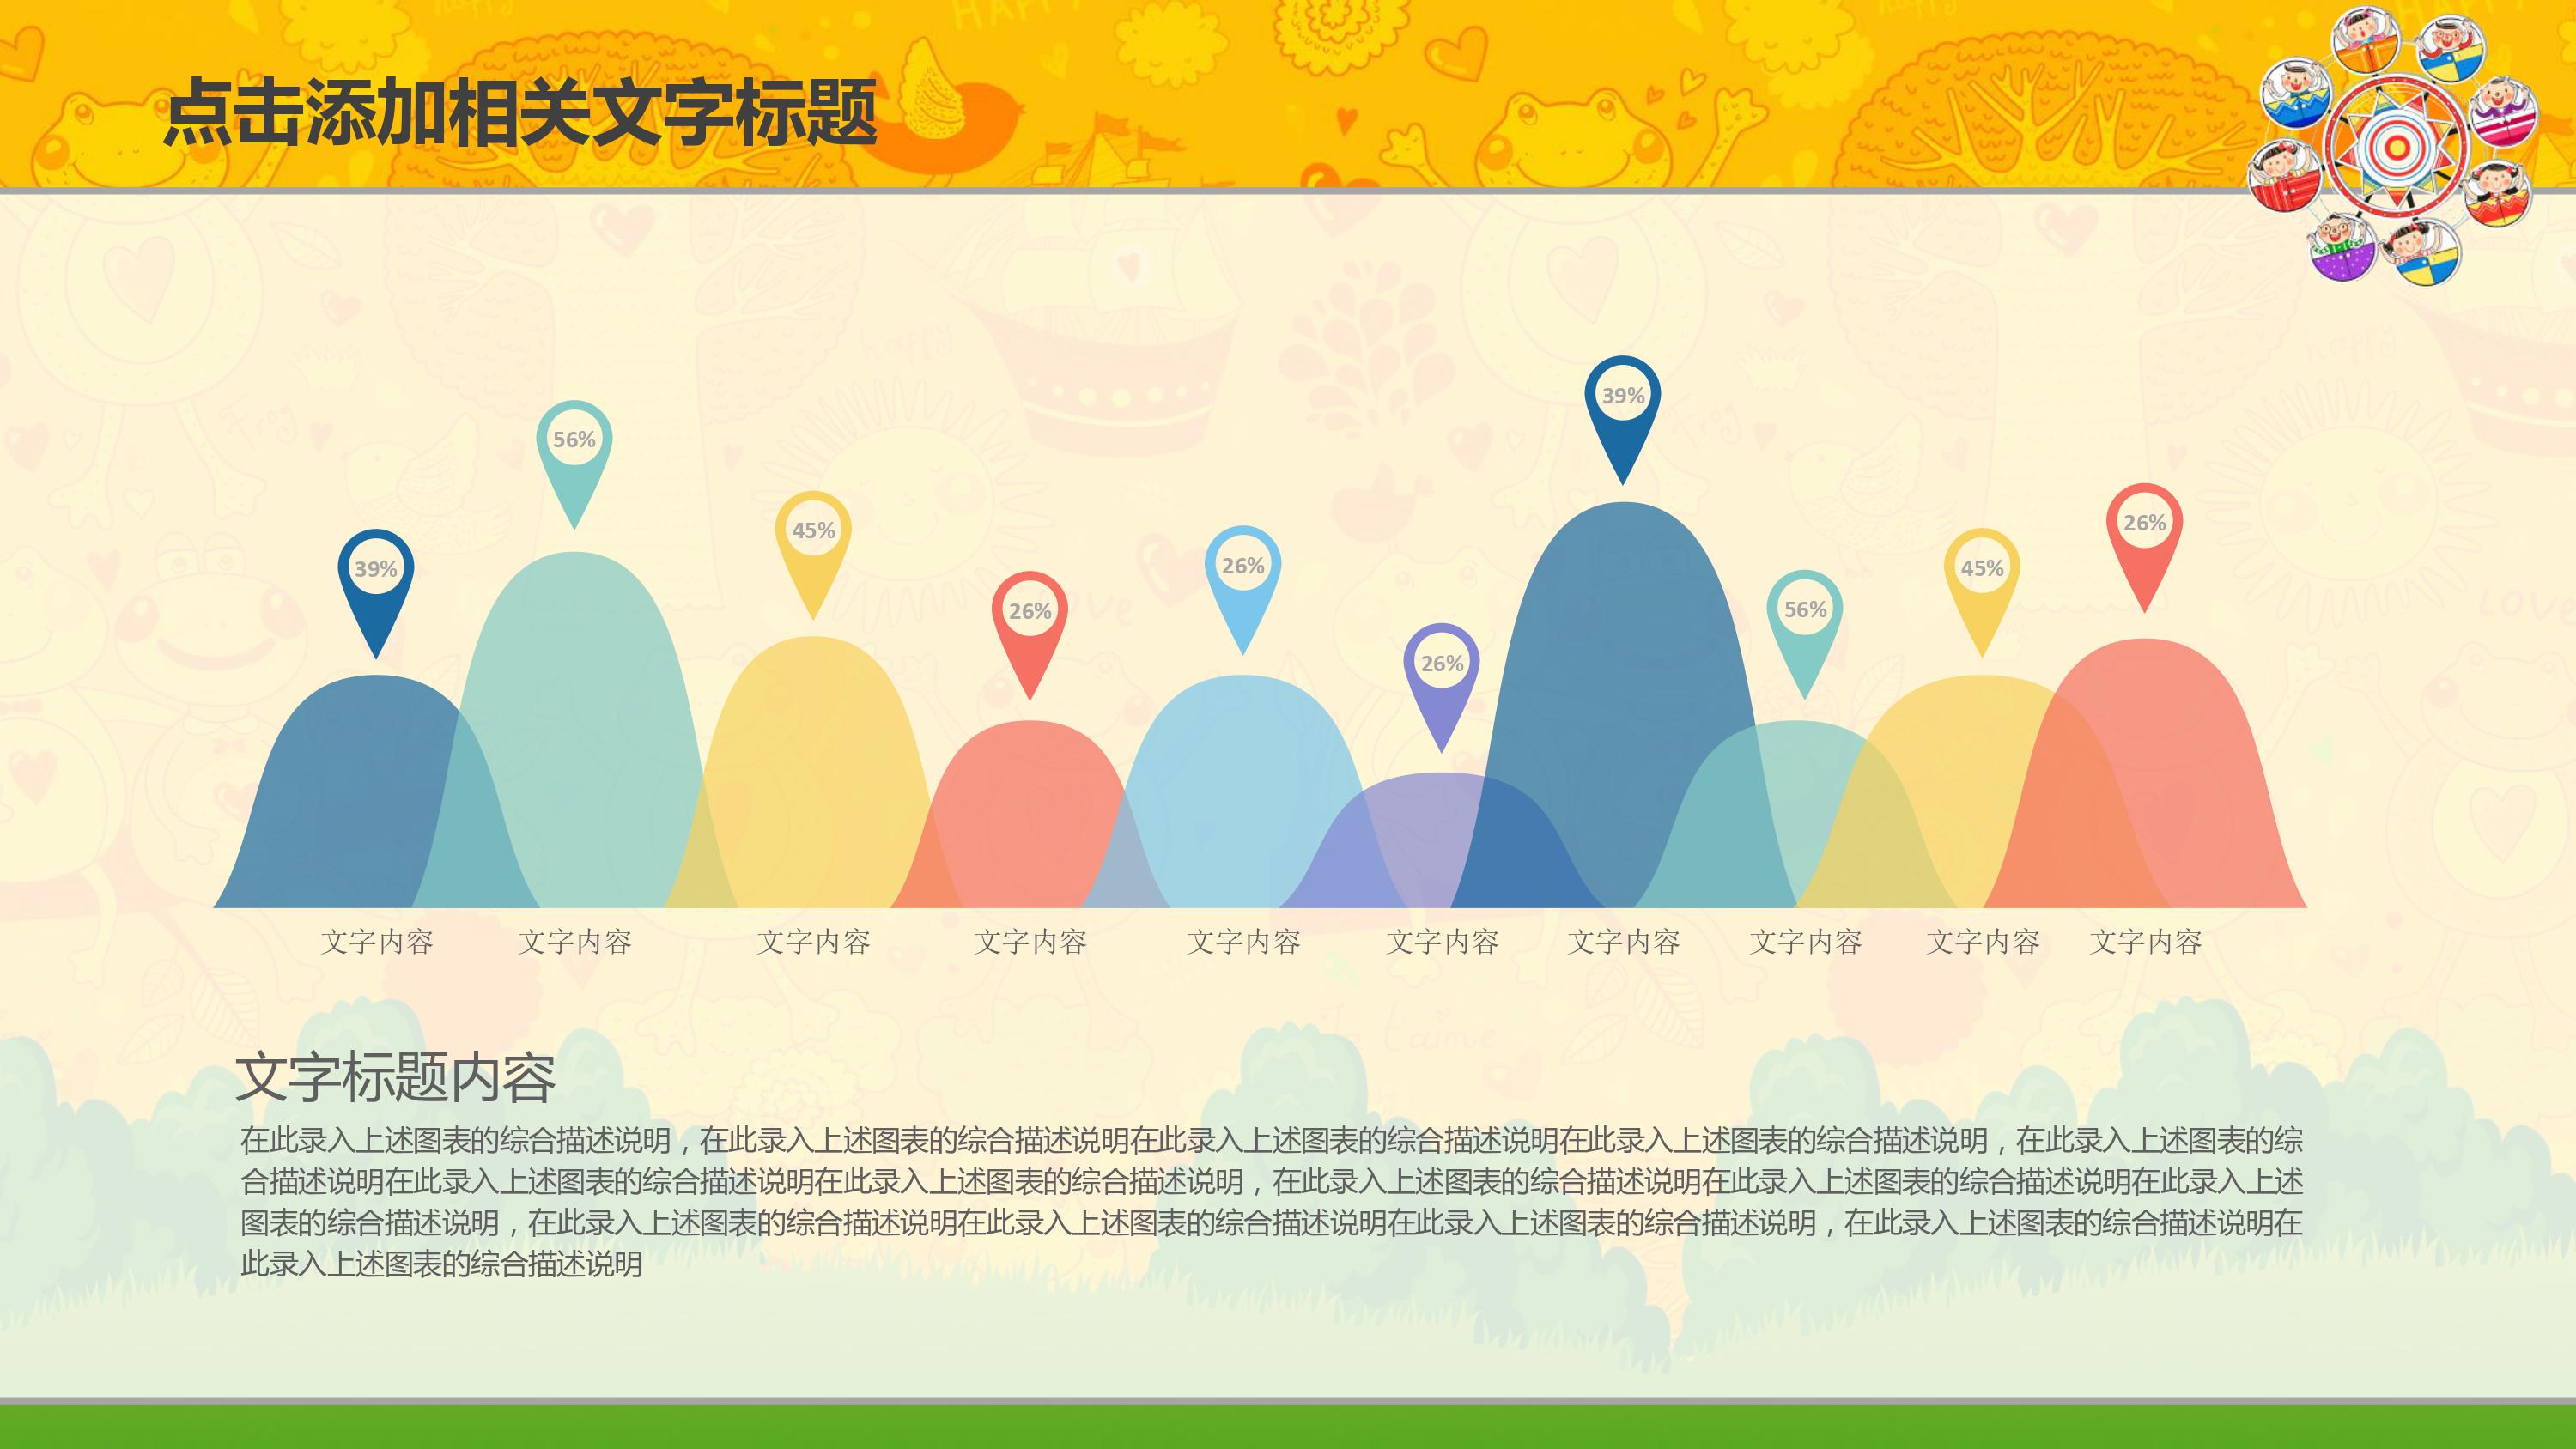 点击添加相关文字标题
39%
56%
45%
26%
26%
26%
39%
56%
45%
26%
文字内容 文字内容 文字内容 文字内容 文字内容 文字内容 文字内容 文字内容 文字内容 文字内容
文字标题内容
在此录入上述图表的综合描述说明，在此录入上述图表的综合描述说明在此录入上述图表的综合描述说明在此录入上述图表的综合描述说明，在此录入上述图表的综
合描述说明在此录入上述图表的综合描述说明在此录入上述图表的综合描述说明，在此录入上述图表的综合描述说明在此录入上述图表的综合描述说明在此录入上述
图表的综合描述说明，在此录入上述图表的综合描述说明在此录入上述图表的综合描述说明在此录入上述图表的综合描述说明，在此录入上述图表的综合描述说明在
此录入上述图表的综合描述说明